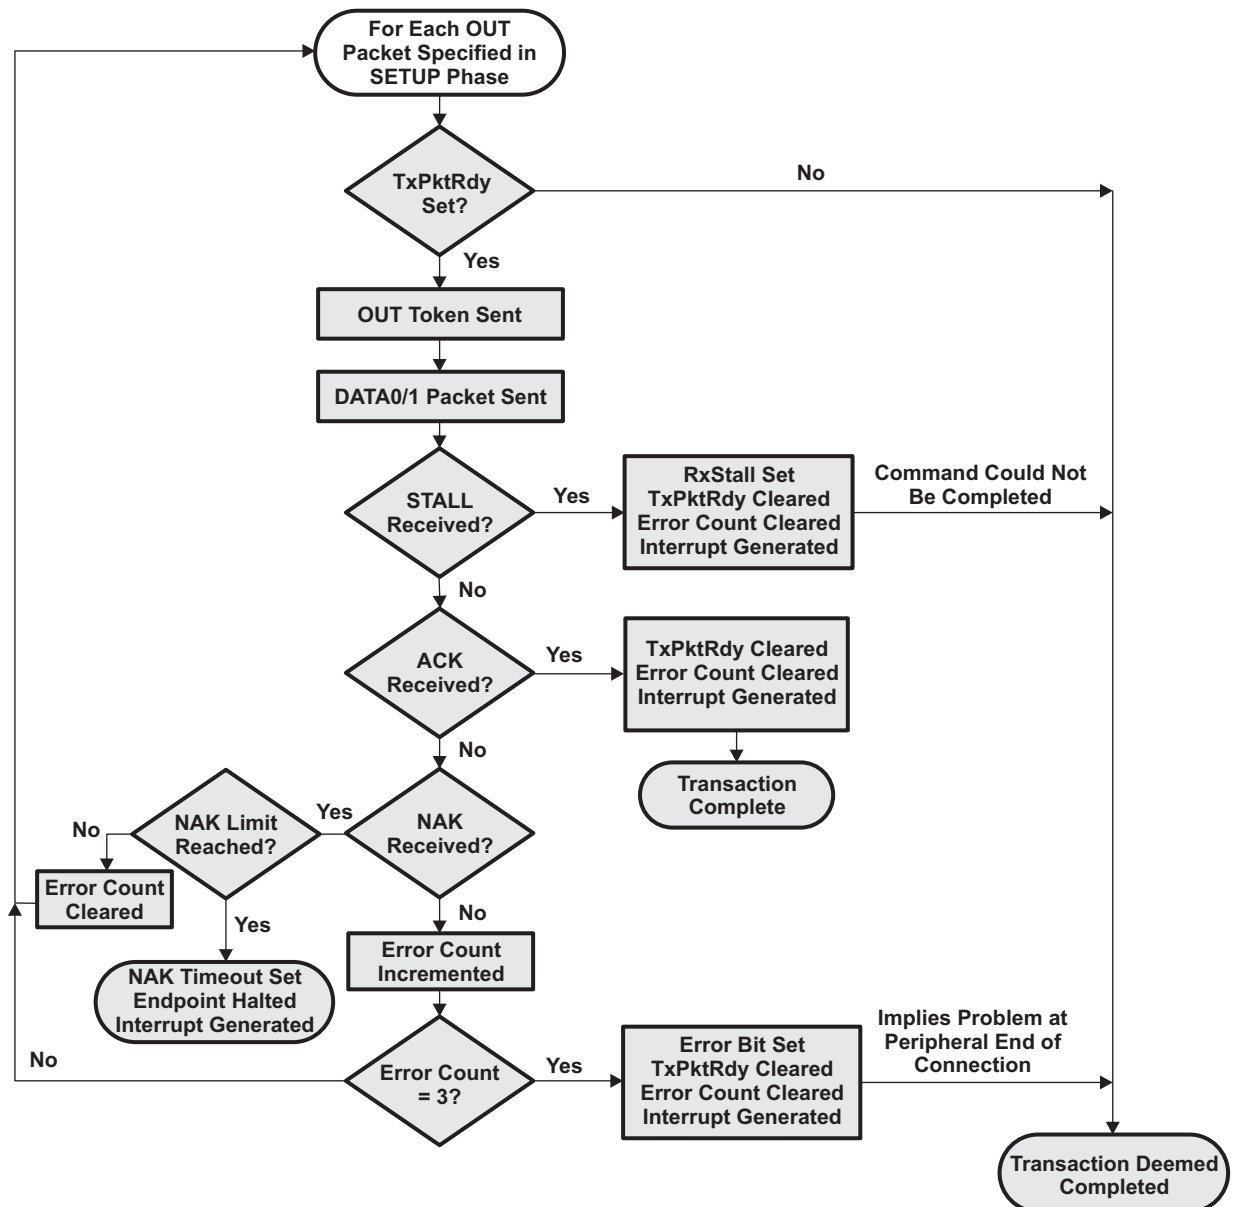 For Each OUT
Packet Specified in
SETUP Phase
TxPktRdy
Set?
No
Yes
OUT Token Sent
DATA0/1 Packet Sent
STALL
Received?
Yes
RxStall Set
TxPktRdy Cleared
Error Count Cleared
Interrupt Generated
Command Could Not
Be Completed
No
ACK
Received?
Yes
TxPktRdy Cleared
Error Count Cleared
Interrupt Generated
No
Transaction
Complete
NAK
Received?
Yes
NAK Limit
Reached?
No
Error Count
Cleared
Yes
NAK Timeout Set
Endpoint Halted
Interrupt Generated
No
Error Count
Incremented
Error Count
= 3?
No
Yes
Error Bit Set
TxPktRdy Cleared
Error Count Cleared
Interrupt Generated
Implies Problem at
Peripheral End of
Connection
Transaction Deemed
Completed